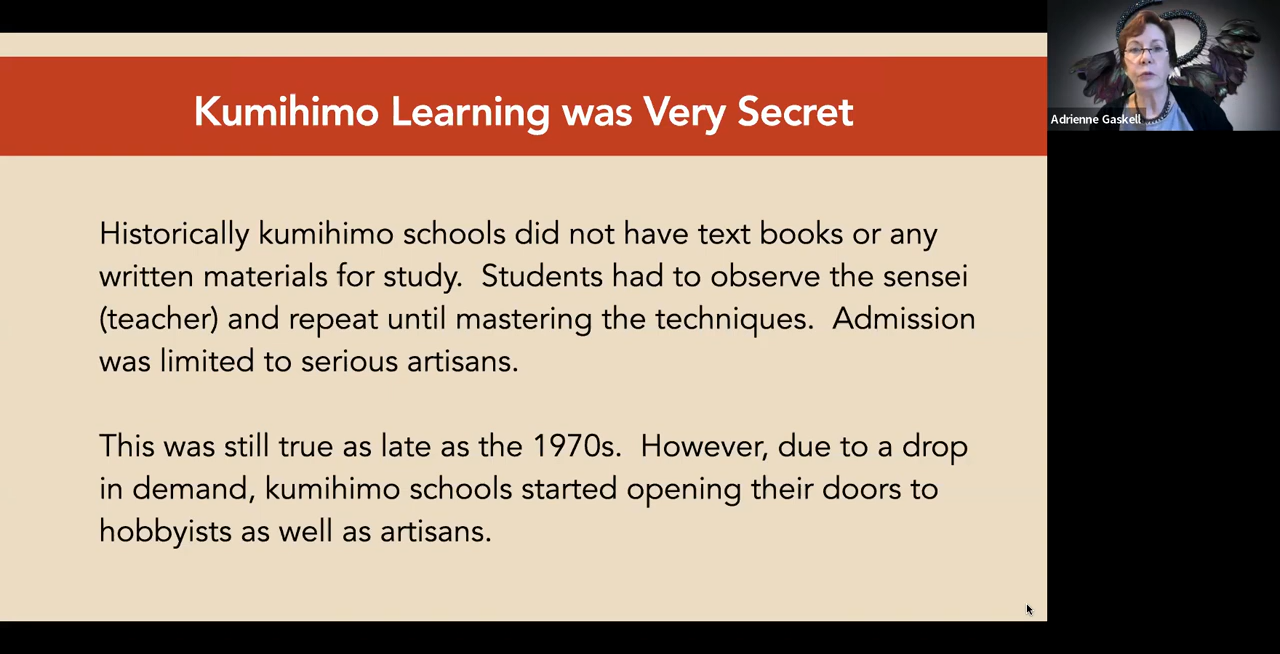 Kumihimo Learning was Very Secret
Adrienne Gaskell
Historically kumihimo schools did not have text books or any
written materials for study.  Students had to observe the sensei
(teacher) and repeat until mastering the techniques.  Admission
was limited to serious artisans.
This was still true as late as the 1970s.  However, due to a drop
in demand, kumihimo schools started opening their doors to
hobbyists as well as artisans.